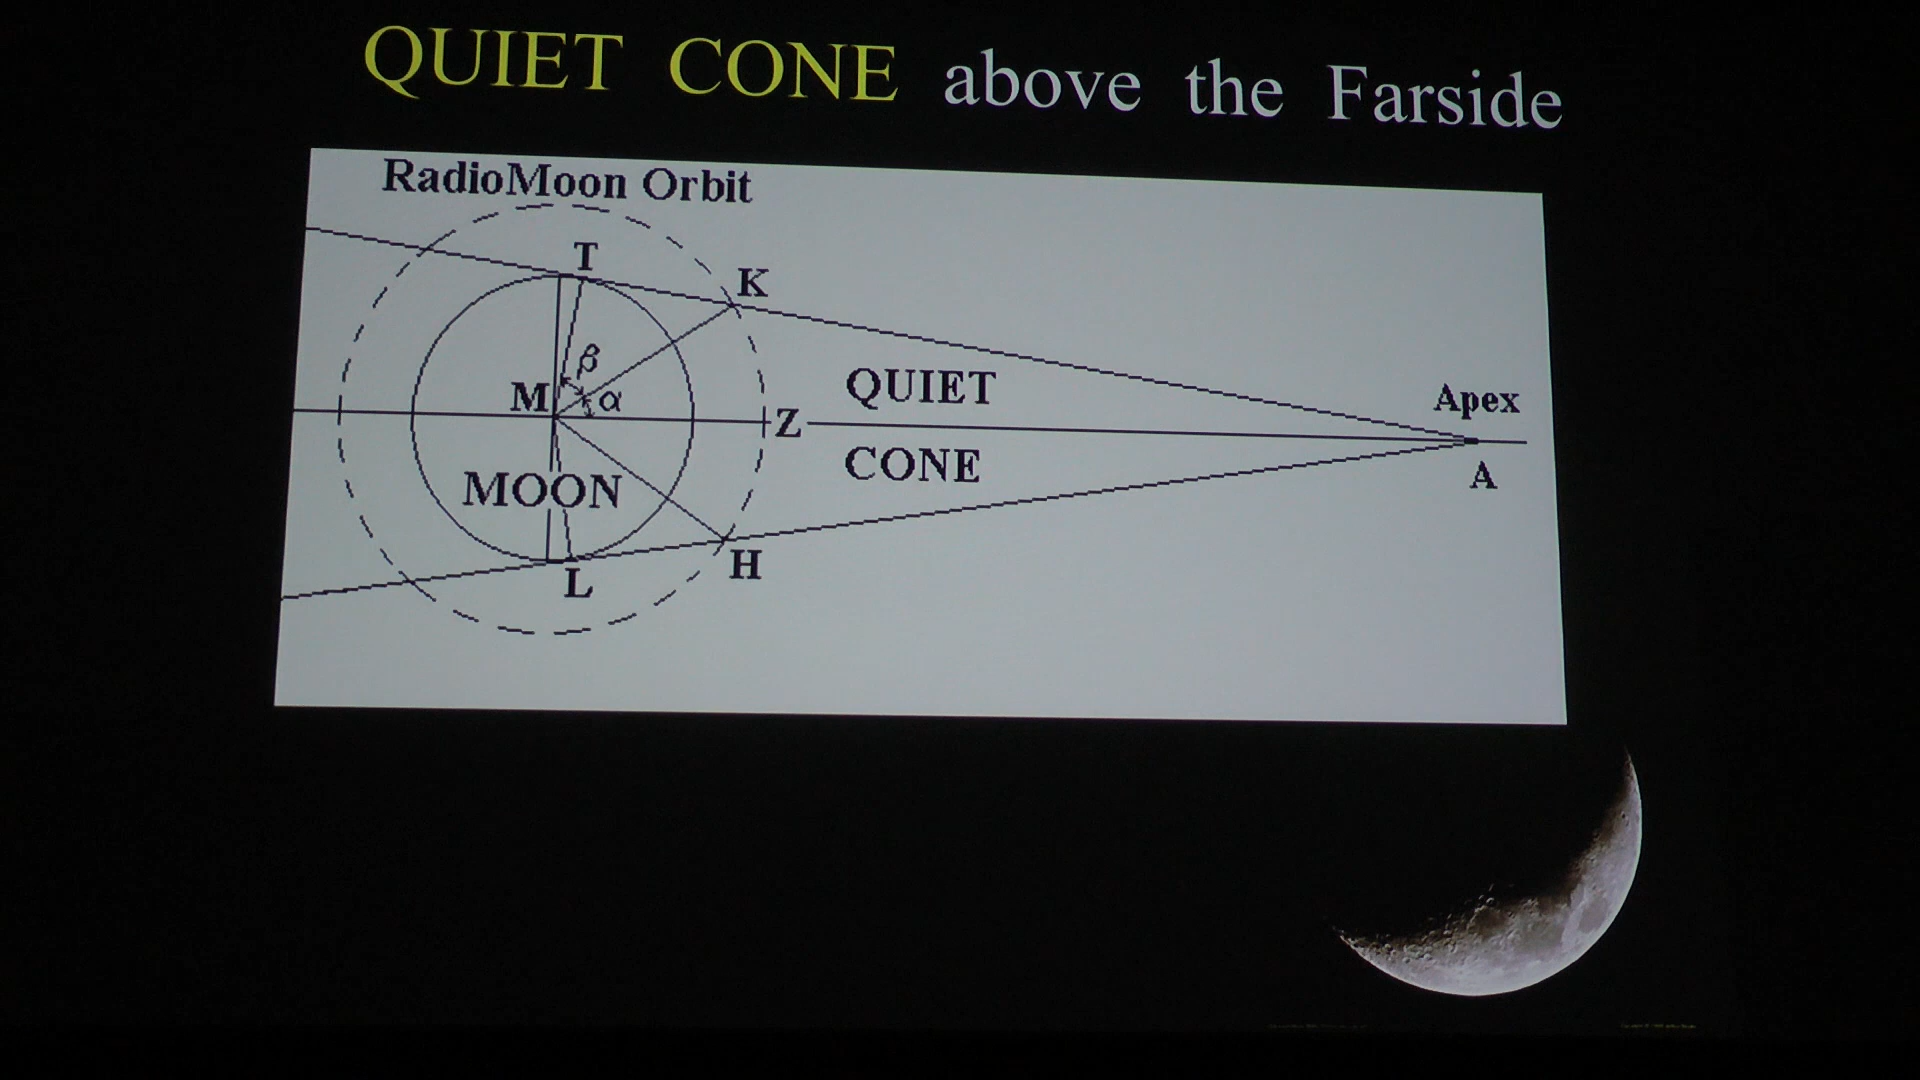 QUIET CONE above the Farside
RadioMoon Orbit
T
K
β
M
α
QUIET
Apex
Z
CONE
A
MOON
H
L